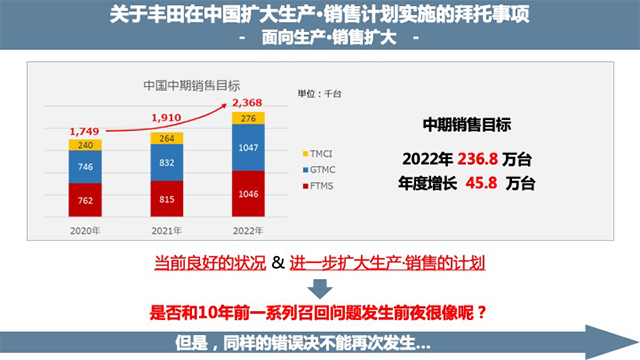 关于丰田在中国扩大生产·销售计划实施的拜托事项
- 面向生产·销售扩大 -
中国中期销售目标
単位：千台
2,368
1,910
1,749
276
264
240
1047
832
746
1046
815
762
TMCI
GTMC
FTMS
2020年 2021年 2022年
中期销售目标
2022年 236.8 万台
年度增长 45.8 万台
当前良好的状况 & 进一步扩大生产·销售的计划
是否和10年前一系列召回问题发生前夜很像呢？
但是，同样的错误决不能再次发生…